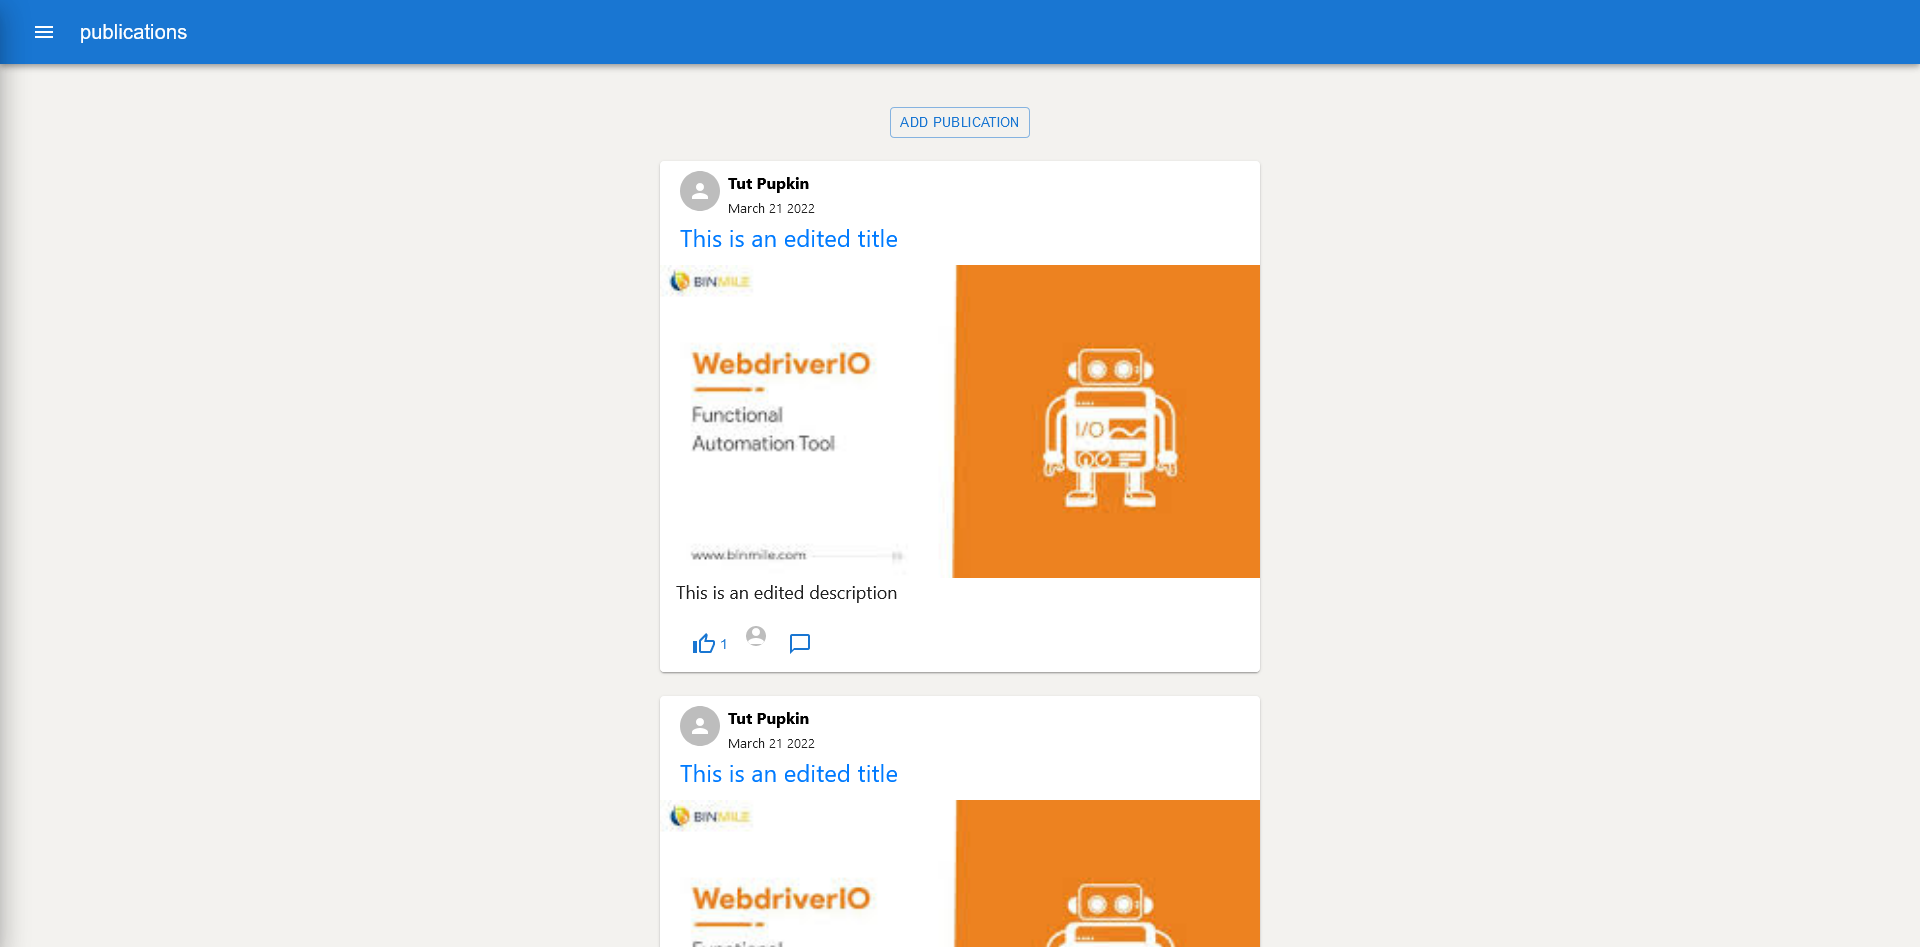 publications
ADD PUBLICATION
Tut Pupkin
March 21 2022
This is an edited title
BINMILE
WebdriverIO
Functional
Automation Tool
I/O
www.binmile.com
This is an edited description
1
Tut Pupkin
March 21 2022
This is an edited title
BINMILE
WebdriverIO
Functional